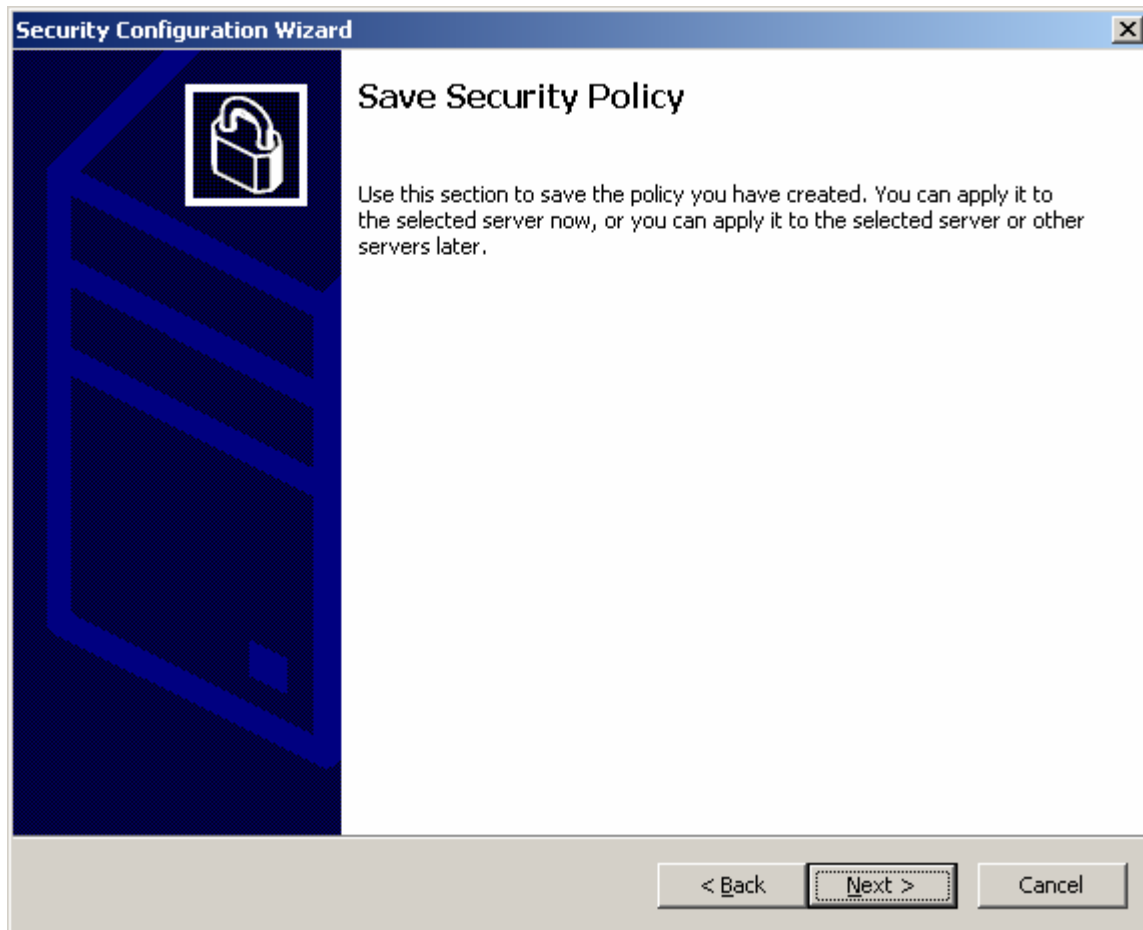 Security Configuration Wizard
Save Security Policy
Use this section to save the policy you have created. You can apply it to
the selected server now, or you can apply it to the selected server or other
servers later.
< Back
Next >
Cancel